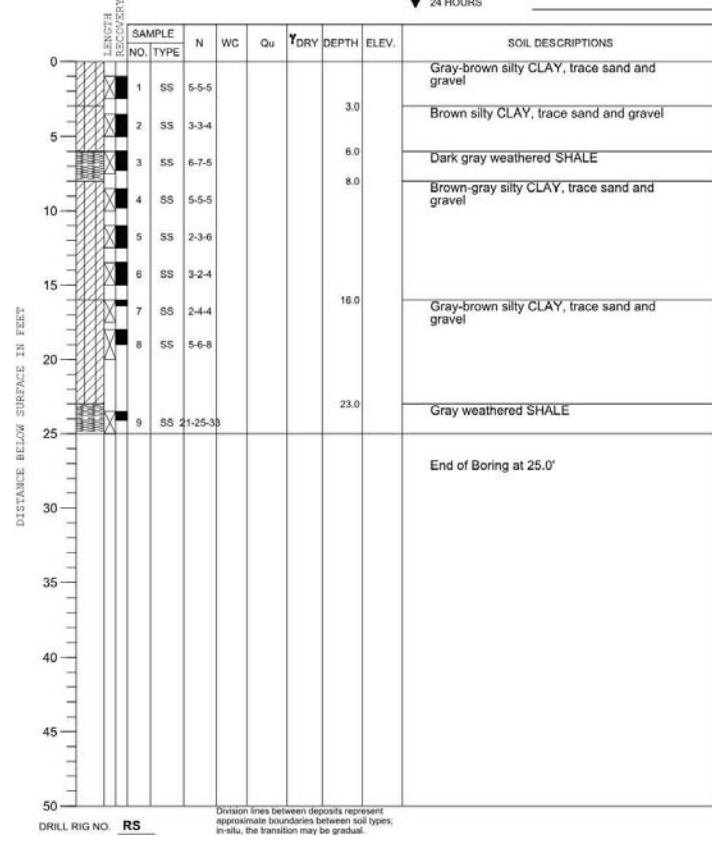 24 HOURS
LENGTH
RECOVERY
SAMPLE
NO. TYPE N WC Qu γDRY DEPTH ELEV. SOIL DESCRIPTIONS
0
Gray-brown silty CLAY, trace sand and
gravel
1 SS 5-5-5
3.0
Brown silty CLAY, trace sand and gravel
2 SS 3-3-4
5
6.0
3 SS 6-7-5 Dark gray weathered SHALE
8.0
Brown-gray silty CLAY, trace sand and
gravel
4 SS 5-5-5
10
5 SS 2-3-6
6 SS 3-2-4
15
16.0
Gray-brown silty CLAY, trace sand and
gravel
7 SS 2-4-4
8 SS 5-6-8
20
23.0
Gray weathered SHALE
9 SS 21-25-33
25
End of Boring at 25.0'
30
35
40
45
50
DISTANCE BELOW SURFACE IN FEET
DRILL RIG NO. RS
Division lines between deposits represent
approximate boundaries between soil types;
in-situ, the transition may be gradual.